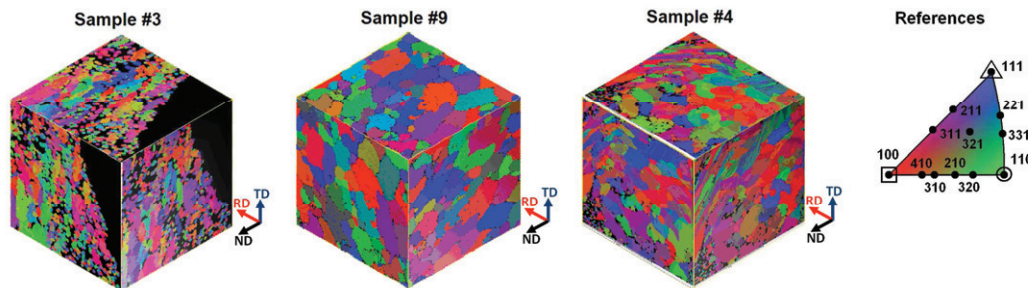 Sample #3
Sample #9
Sample #4
References
RD
TD
ND
RD
TD
ND
RD
TD
ND
111
211
221
311
331
321
100
410
210
110
310
320